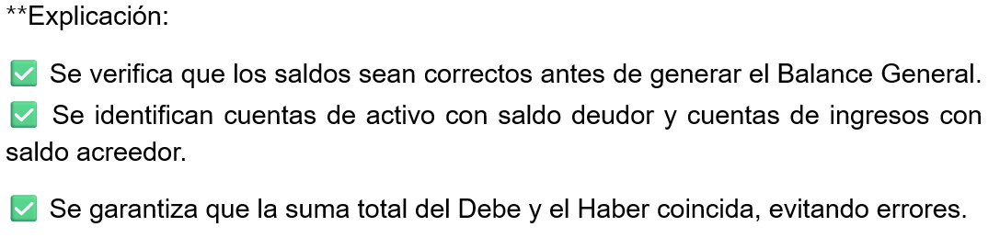 **Explicación:
✅ Se verifica que los saldos sean correctos antes de generar el Balance General.
✅ Se identifican cuentas de activo con saldo deudor y cuentas de ingresos con
saldo acreedor.
✅ Se garantiza que la suma total del Debe y el Haber coincida, evitando errores.